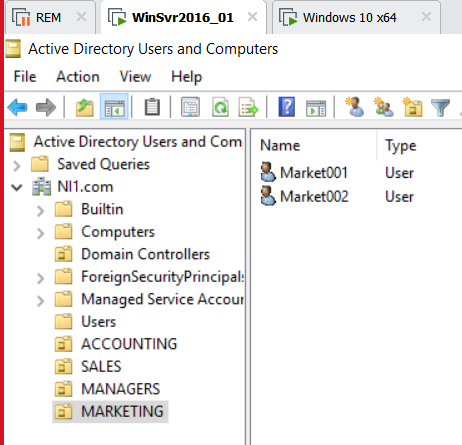 REM WinSvr2016_01 Windows 10 x64
Active Directory Users and Computers
File Action View Help
Active Directory Users and Com
Saved Queries
NI1.com
Builtin
Computers
Domain Controllers
ForeignSecurityPrincipals
Managed Service Accour
Users
ACCOUNTING
SALES
MANAGERS
MARKETING
Name Type
Market001 User
Market002 User